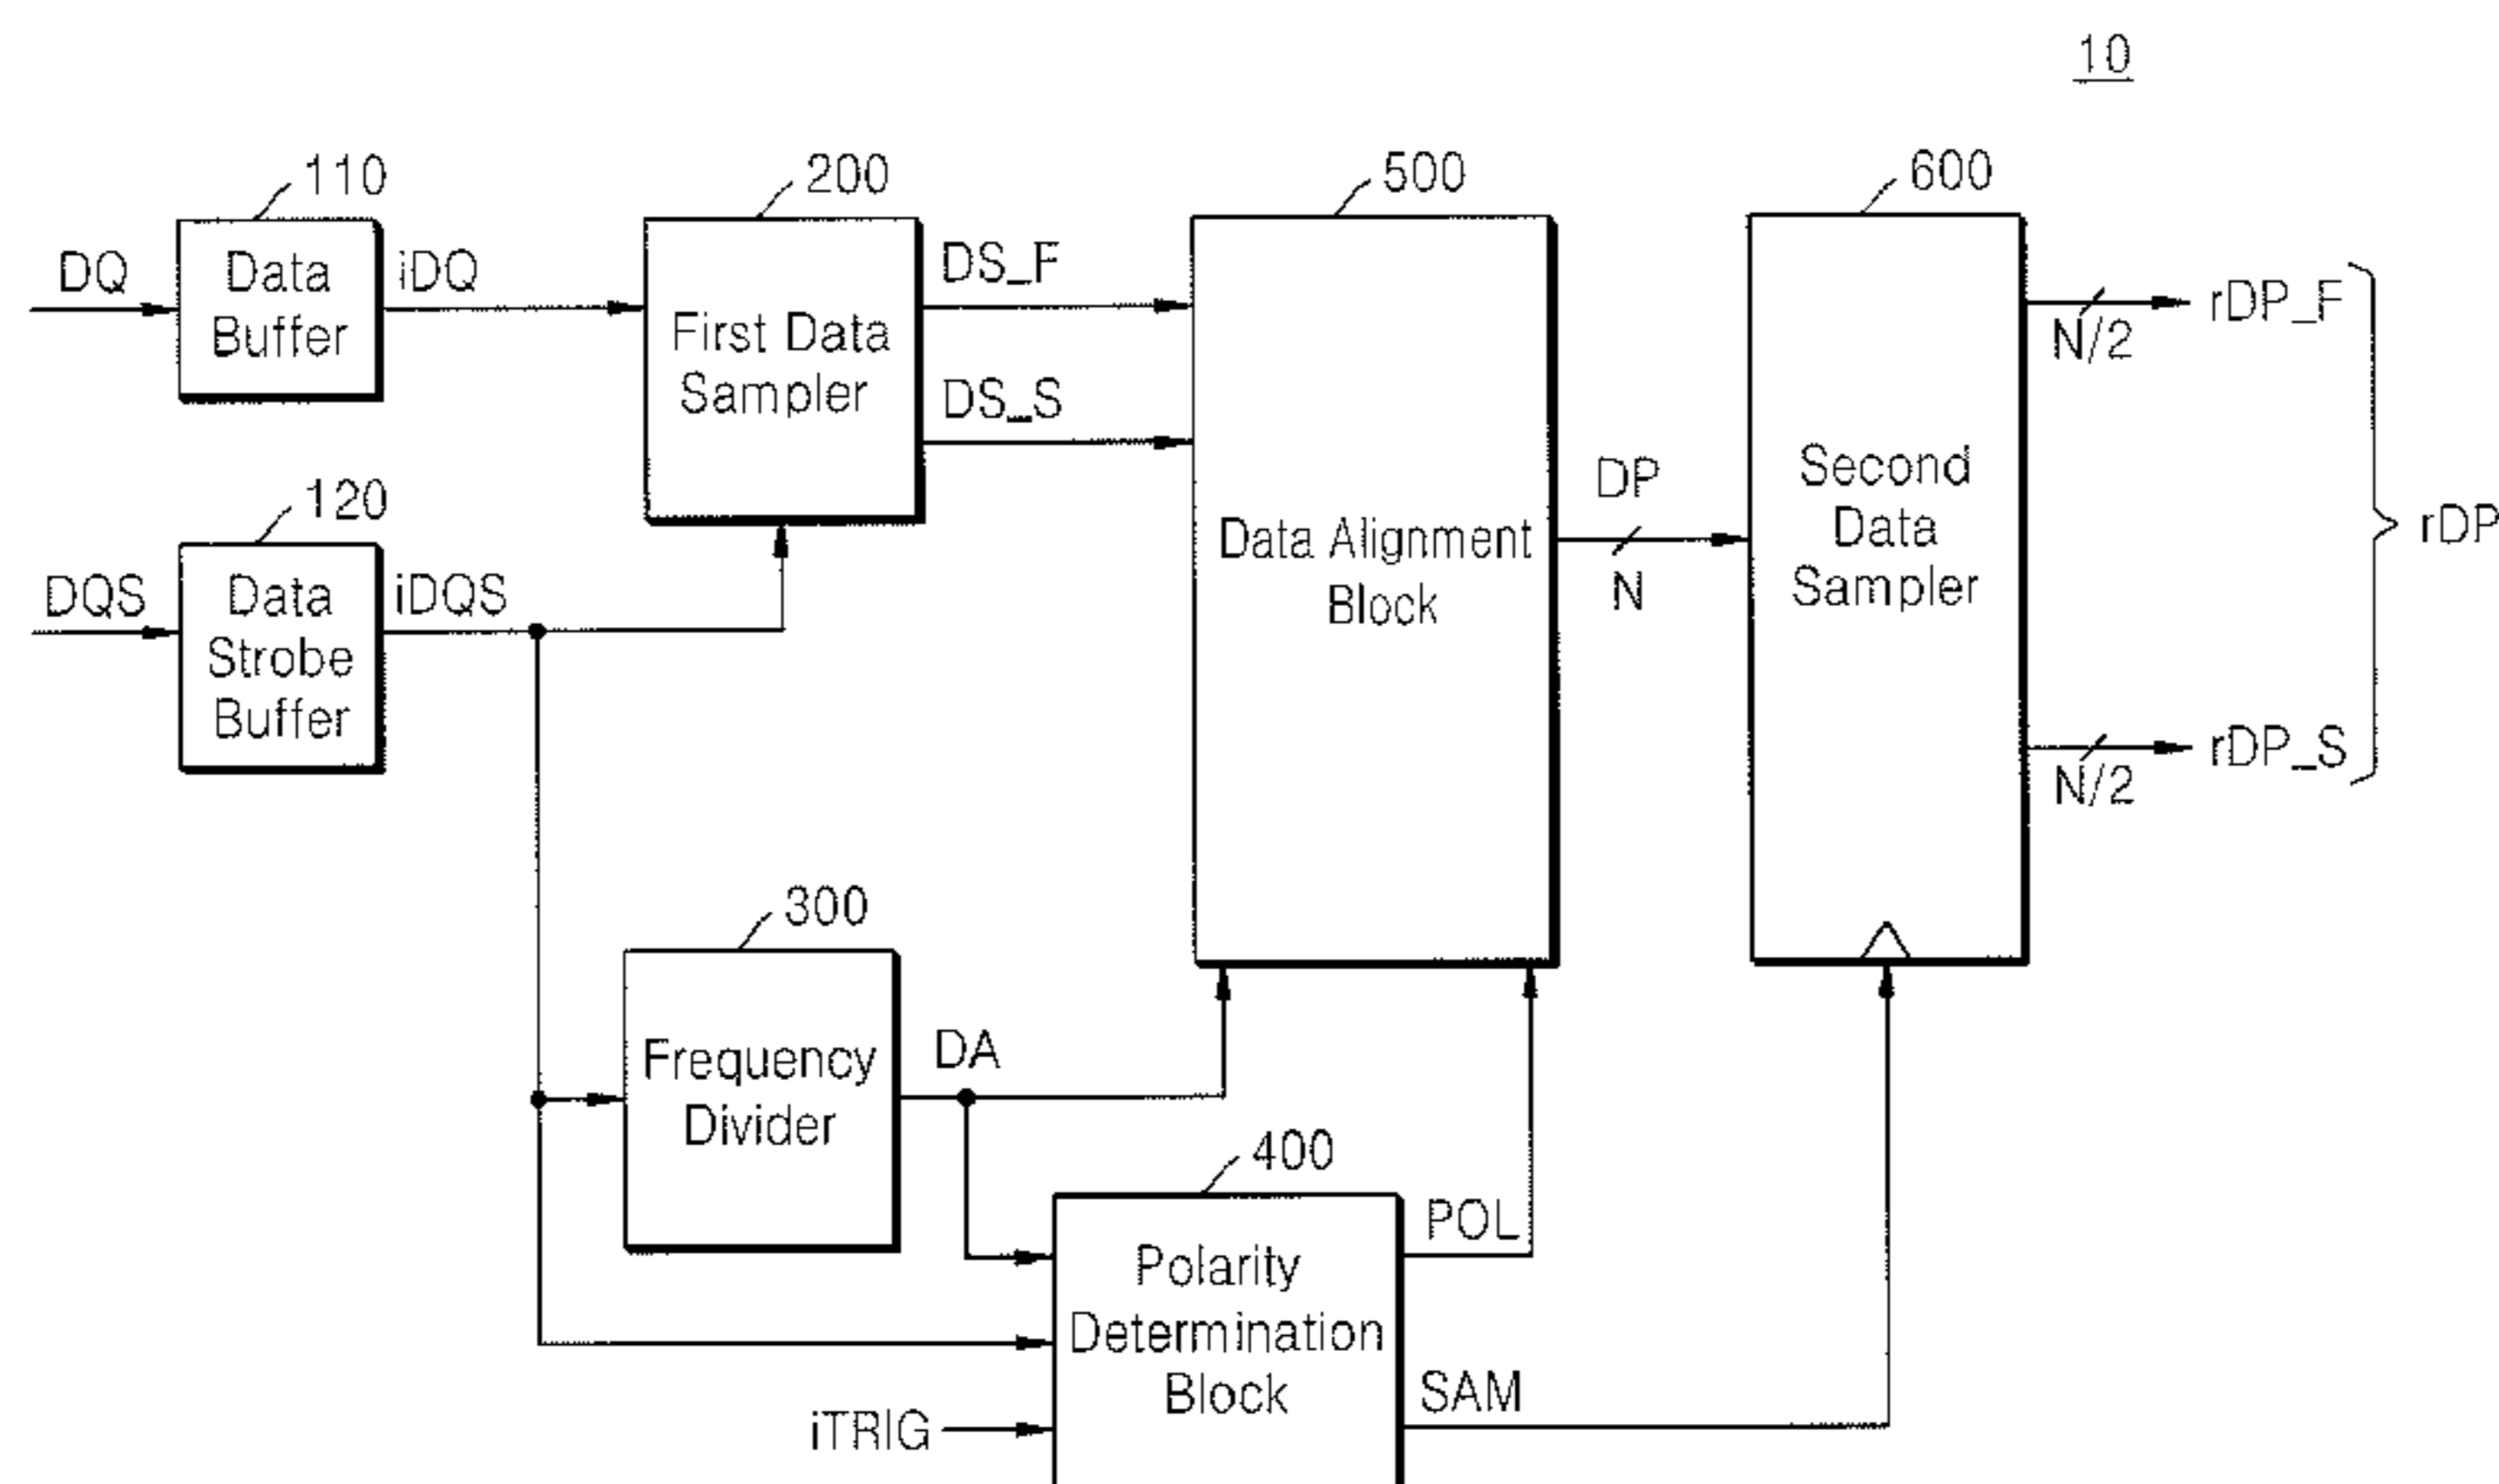 10
110
200
500
600
DQ
Data
Buffer
iDQ
First Data
Sampler
DS_F
DS_S
Data Alignment
Block
DP
N
Second
Data
Sampler
N/2
rDP_F
N/2
rDP_S
rDP
120
DQS
Data
Strobe
Buffer
iDQS
300
Frequency
Divider
DA
400
Polarity
Determination
Block
POL
SAM
iTRIG